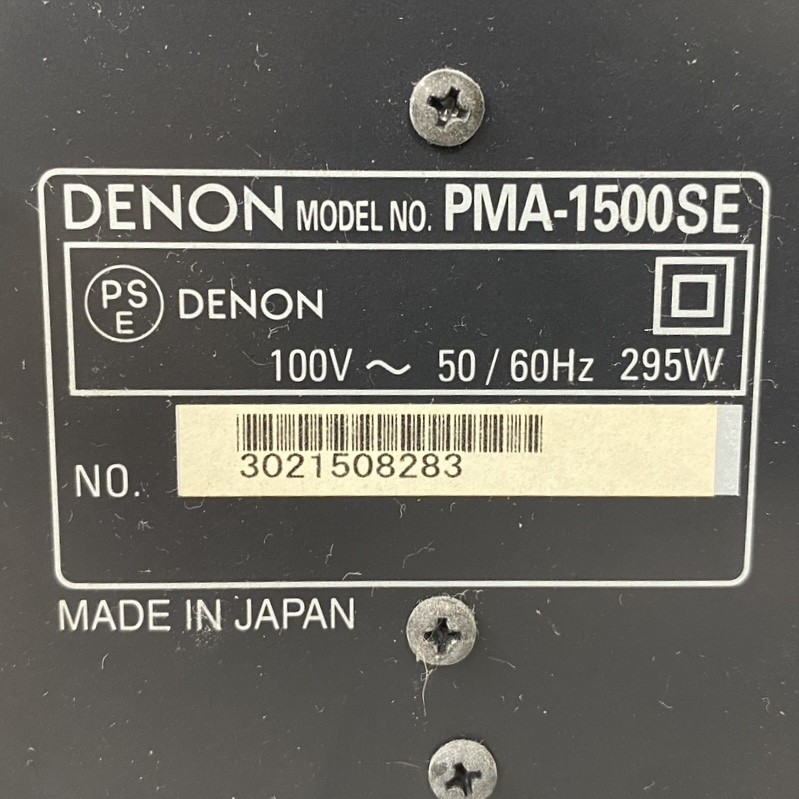 DENON MODEL NO. PMA-1500SE
PS
E
DENON
100V ～ 50/60Hz 295W
NO.
3021508283
MADE IN JAPAN